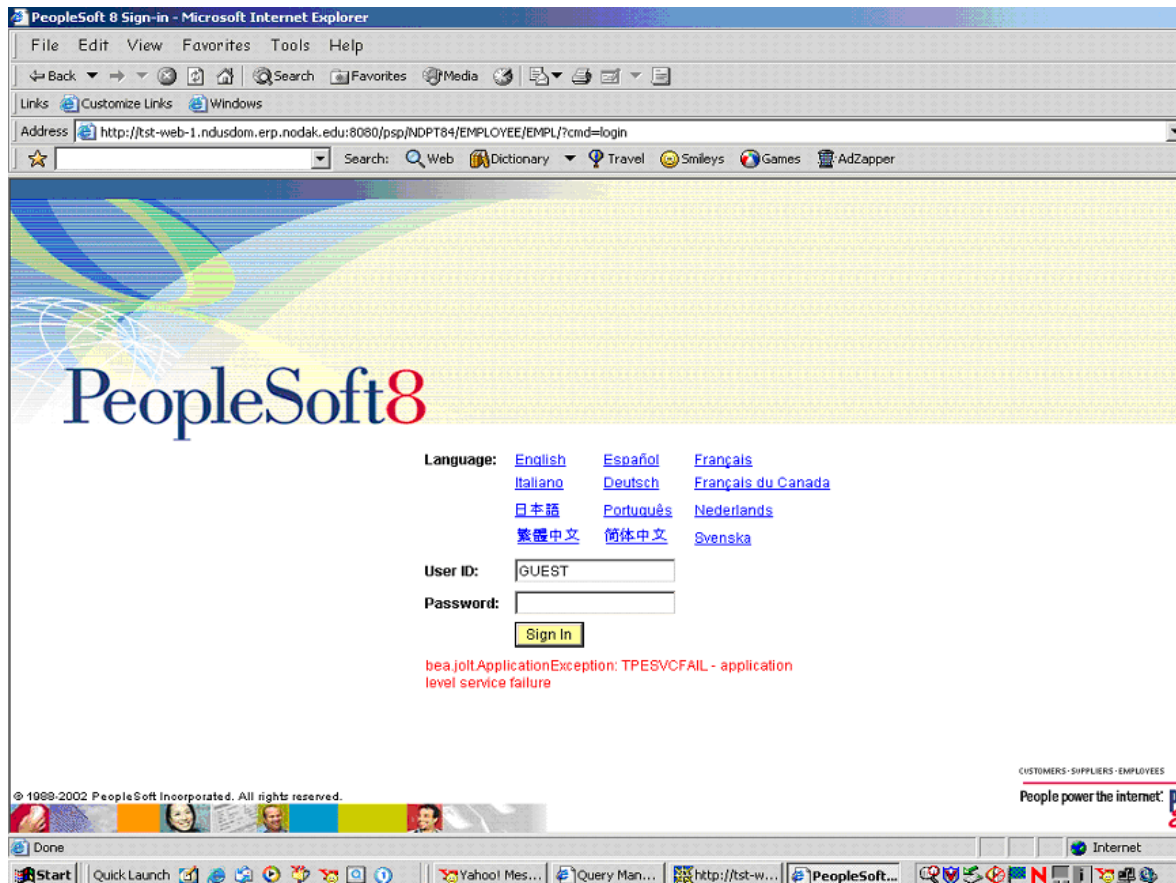 PeopleSoft 8 Sign-in - Microsoft Internet Explorer
File Edit View Favorites Tools Help
Back Search Favorites Media
Links Customize Links Windows
Address http://tst-web-1.ndusdom.erp.nodak.edu:8080/psp/NDPT84/EMPLOYEE/EMPL/?cmd=login
Search: Web Dictionary Travel Smileys Games AdZapper
PeopleSoft8
Language: English Español Français
Italiano Deutsch Français du Canada
日本語 Português Nederlands
繁體中文 简体中文 Svenska
User ID: GUEST
Password:
Sign In
bea.jolt.ApplicationException: TPESVCFAIL - application
level service failure
CUSTOMERS·SUPPLIERS·EMPLOYEES
People power the internet.
© 1988-2002 PeopleSoft Incorporated. All rights reserved.
Done Internet
Start Quick Launch Yahoo! Mes... Query Man... http://tst-w... PeopleSoft...